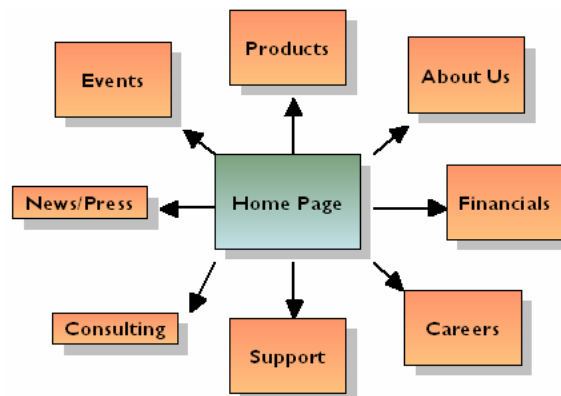 Products
Events
About Us
News/Press
Home Page
Financials
Consulting
Support
Careers